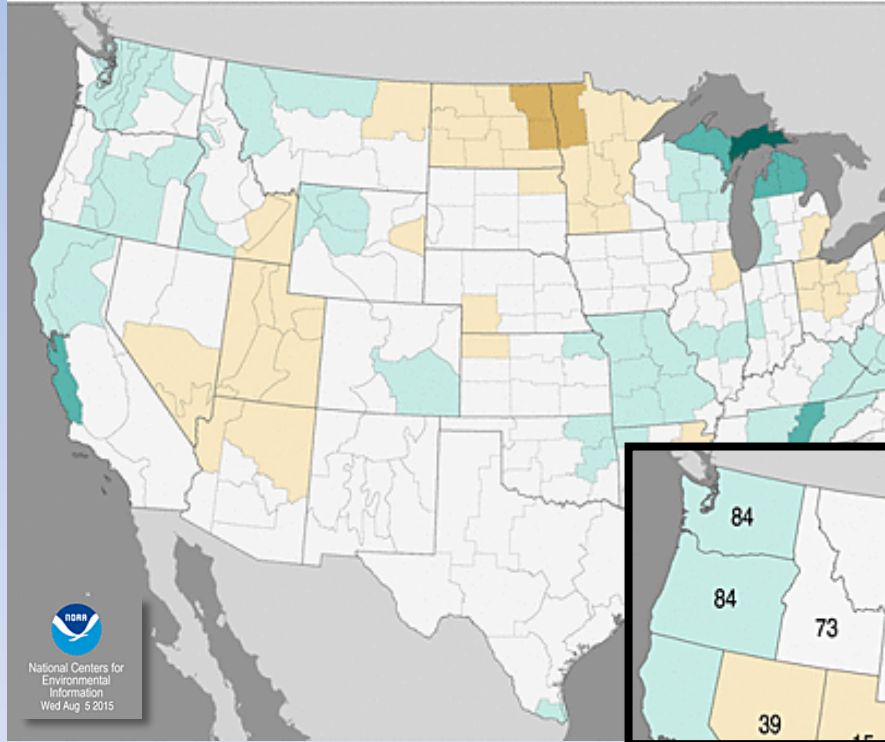 NOAA
National Centers for
Environmental
Information
Wed Aug 5 2015
84
84
73
39